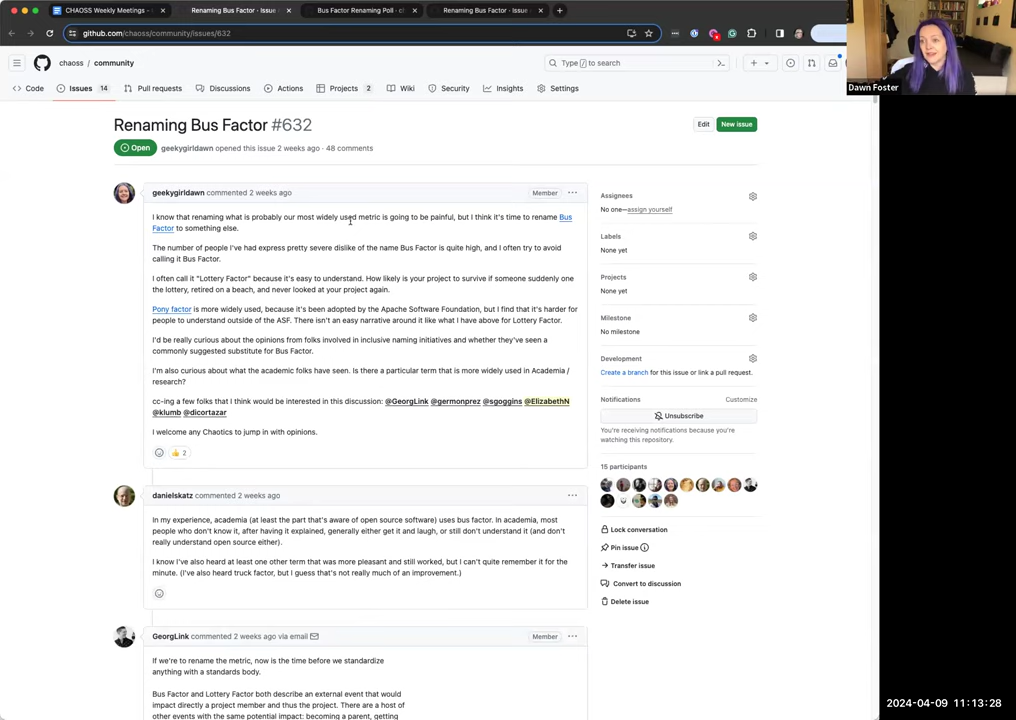 CHAOSS Weekly Meetings -
Renaming Bus Factor · Issue
Bus Factor Renaming Poll · c
Renaming Bus Factor · Issue
github.com/chaoss/community/issues/632
Dawn Foster
chaoss / community
Type / to search
Code
Issues 14
Pull requests
Discussions
Actions
Projects 2
Wiki
Security
Insights
Settings
Renaming Bus Factor #632
Edit
New issue
Open
geekygirldawn opened this issue 2 weeks ago · 48 comments
geekygirldawn commented 2 weeks ago
Member
I know that renaming what is probably our most widely used metric is going to be painful, but I think it's time to rename Bus
Factor to something else.
The number of people I've had express pretty severe dislike of the name Bus Factor is quite high, and I often try to avoid
calling it Bus Factor.
I often call it "Lottery Factor" because it's easy to understand. How likely is your project to survive if someone suddenly one
the lottery, retired on a beach, and never looked at your project again.
Pony factor is more widely used, because it's been adopted by the Apache Software Foundation, but I find that it's harder for
people to understand outside of the ASF. There isn't an easy narrative around it like what I have above for Lottery Factor.
I'd be really curious about the opinions from folks involved in inclusive naming initiatives and whether they've seen a
commonly suggested substitute for Bus Factor.
I'm also curious about what the academic folks have seen. Is there a particular term that is more widely used in Academia /
research?
cc-ing a few folks that I think would be interested in this discussion: @GeorgLink @germonprez @sgoggins @ElizabethN
@klumb @dicortazar
I welcome any Chaotics to jump in with opinions.
👍 2
danielskatz commented 2 weeks ago
In my experience, academia (at least the part that's aware of open source software) uses bus factor. In academia, most
people who don't know it, after having it explained, generally either get it and laugh, or still don't understand it (and don't
really understand open source either).
I know I've also heard at least one other term that was more pleasant and still worked, but I can't quite remember it for the
minute. (I've also heard truck factor, but I guess that's not really much of an improvement.)
GeorgLink commented 2 weeks ago via email
Member
If we're to rename the metric, now is the time before we standardize
anything with a standards body.
Bus Factor and Lottery Factor both describe an external event that would
impact directly a project member and thus the project. There are a host of
other events with the same potential impact: becoming a parent, getting
Assignees
No one—assign yourself
Labels
None yet
Projects
None yet
Milestone
No milestone
Development
Create a branch for this issue or link a pull request.
Notifications
Customize
Unsubscribe
You're receiving notifications because you're
watching this repository.
15 participants
Lock conversation
Pin issue
Transfer issue
Convert to discussion
Delete issue
2024-04-09 11:13:28